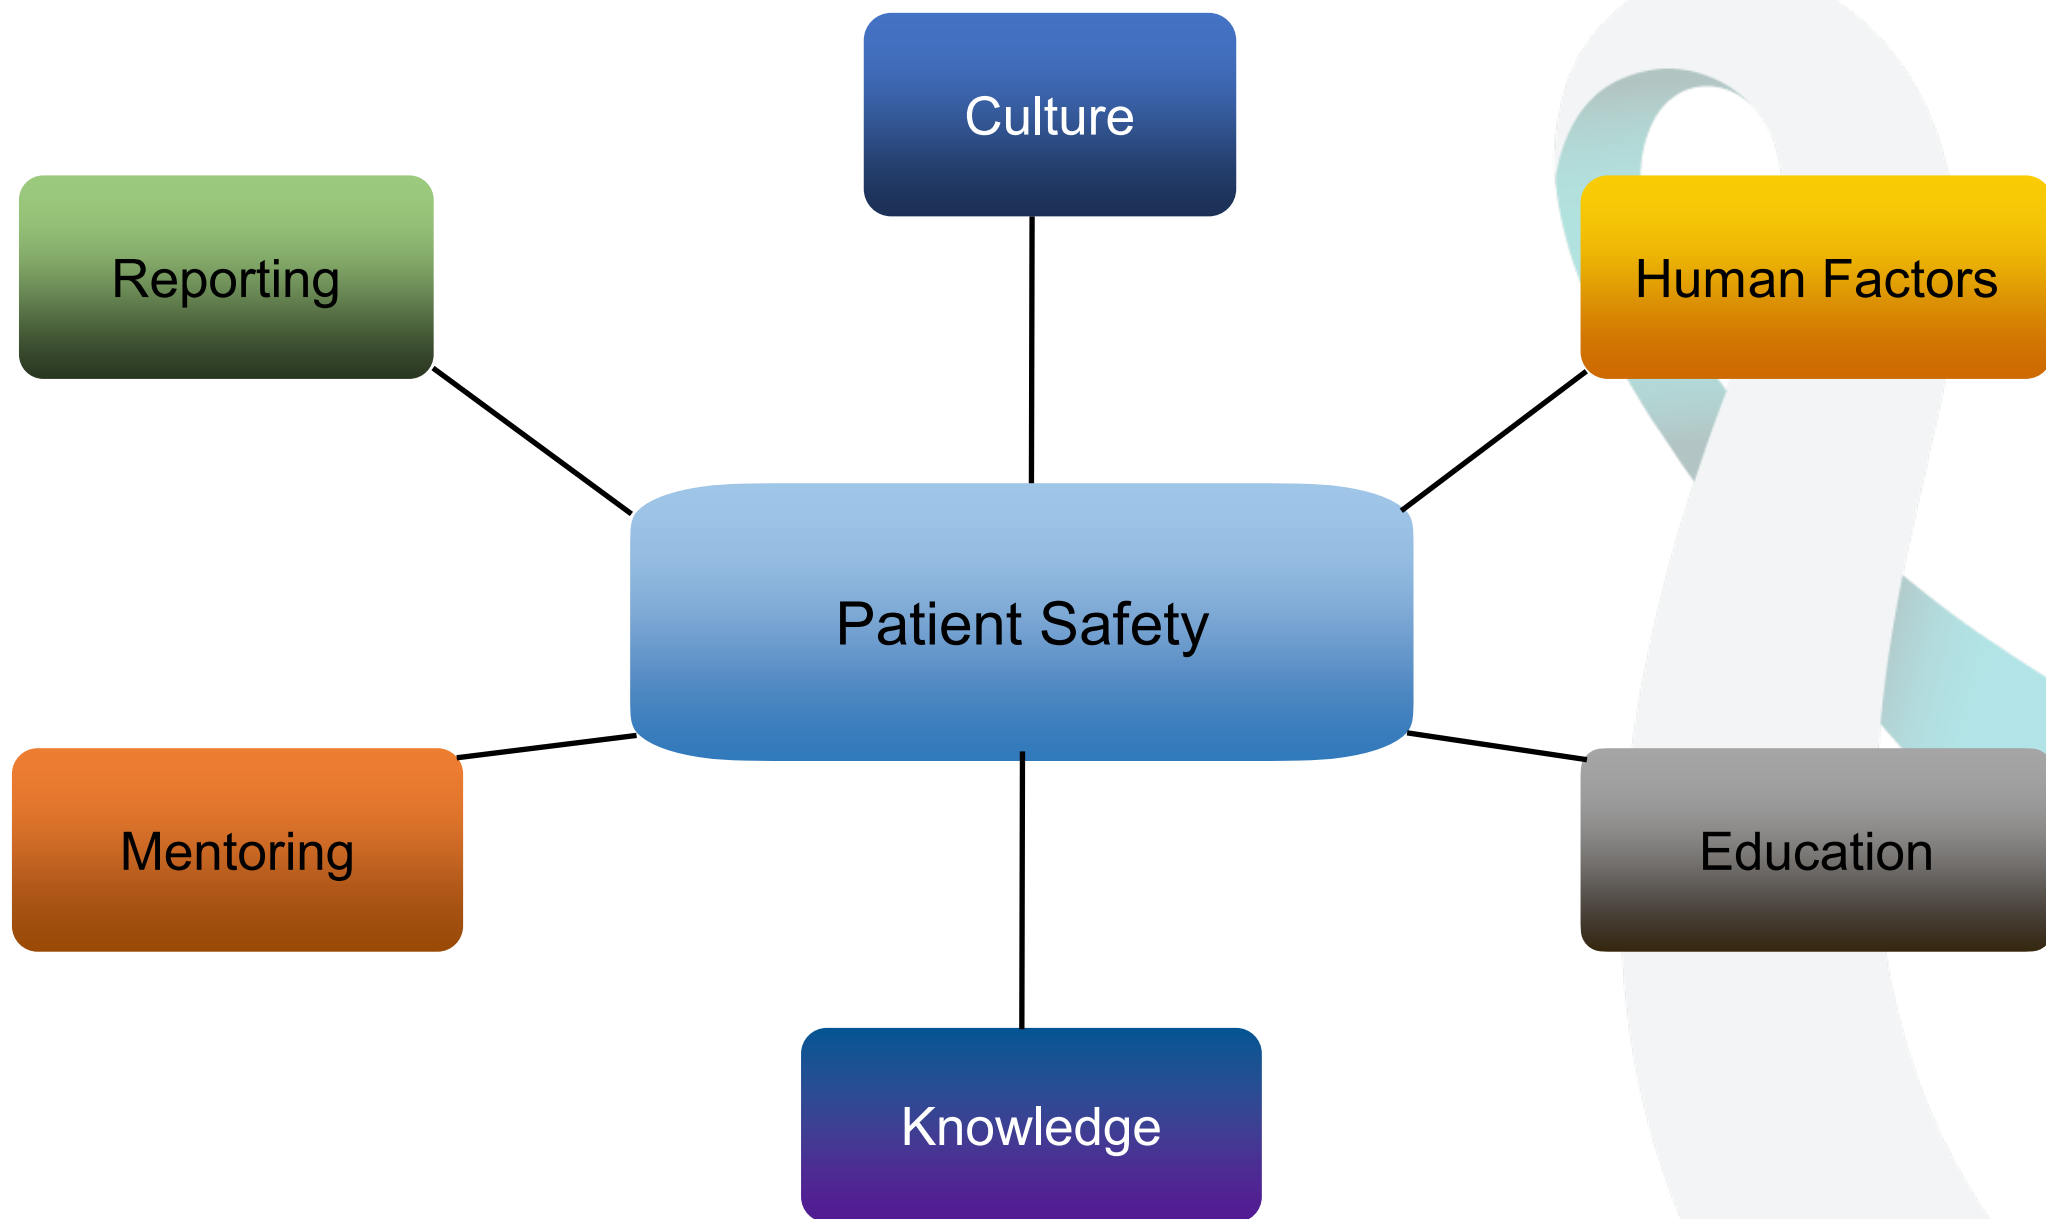 Culture
Reporting
Human Factors
Patient Safety
Mentoring
Education
Knowledge